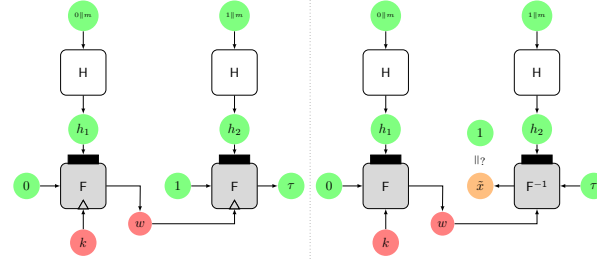 0∥m 1∥m 0∥m 1∥m
H H H H
h₁ h₂ h₁ 1 h₂
∥?
0 F 1 F τ 0 F x̃ F⁻¹ τ
w w
k k